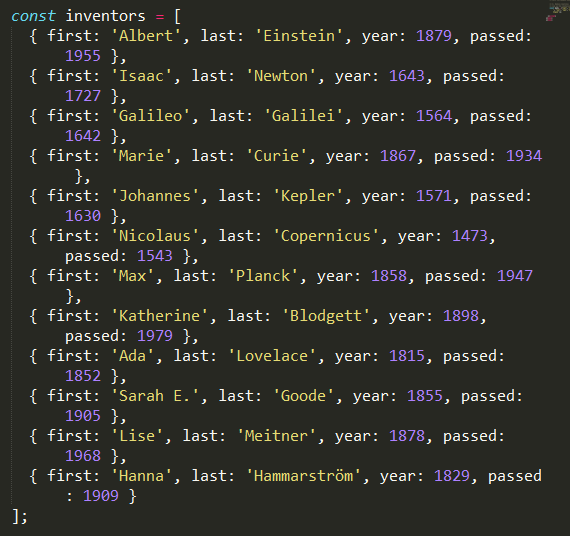 const inventors = [
{ first: 'Albert', last: 'Einstein', year: 1879, passed:
1955 },
{ first: 'Isaac', last: 'Newton', year: 1643, passed:
1727 },
{ first: 'Galileo', last: 'Galilei', year: 1564, passed:
1642 },
{ first: 'Marie', last: 'Curie', year: 1867, passed: 1934
},
{ first: 'Johannes', last: 'Kepler', year: 1571, passed:
1630 },
{ first: 'Nicolaus', last: 'Copernicus', year: 1473,
passed: 1543 },
{ first: 'Max', last: 'Planck', year: 1858, passed: 1947
},
{ first: 'Katherine', last: 'Blodgett', year: 1898,
passed: 1979 },
{ first: 'Ada', last: 'Lovelace', year: 1815, passed:
1852 },
{ first: 'Sarah E.', last: 'Goode', year: 1855, passed:
1905 },
{ first: 'Lise', last: 'Meitner', year: 1878, passed:
1968 },
{ first: 'Hanna', last: 'Hammarström', year: 1829, passed
: 1909 }
];